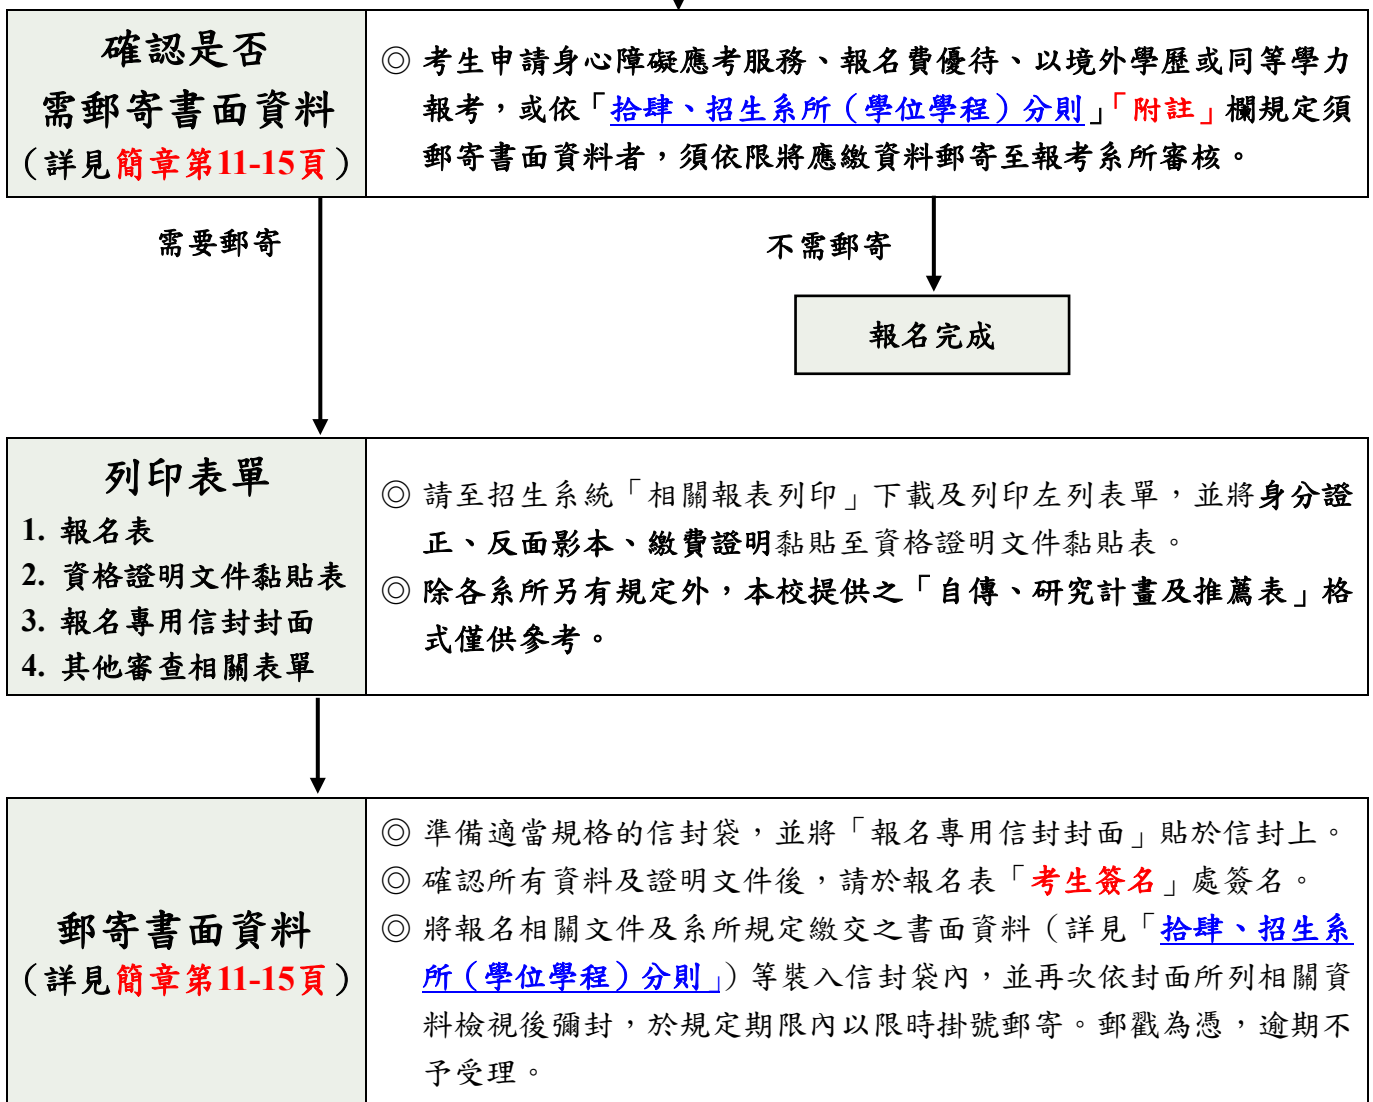 確認是否
需郵寄書面資料
（詳見簡章第11-15頁）
◎ 考生申請身心障礙應考服務、報名費優待、以境外學歷或同等學力
報考，或依「拾肆、招生系所（學位學程）分則」「附註」欄規定須
郵寄書面資料者，須依限將應繳資料郵寄至報考系所審核。
需要郵寄
不需郵寄
報名完成
列印表單
1. 報名表
2. 資格證明文件黏貼表
3. 報名專用信封封面
4. 其他審查相關表單
◎ 請至招生系統「相關報表列印」下載及列印左列表單，並將身分證
正、反面影本、繳費證明黏貼至資格證明文件黏貼表。
◎ 除各系所另有規定外，本校提供之「自傳、研究計畫及推薦表」格
式僅供參考。
郵寄書面資料
（詳見簡章第11-15頁）
◎ 準備適當規格的信封袋，並將「報名專用信封封面」貼於信封上。
◎ 確認所有資料及證明文件後，請於報名表「考生簽名」處簽名。
◎ 將報名相關文件及系所規定繳交之書面資料（詳見「拾肆、招生系
所（學位學程）分則」）等裝入信封袋內，並再次依封面所列相關資
料檢視後彌封，於規定期限內以限時掛號郵寄。郵戳為憑，逾期不
予受理。